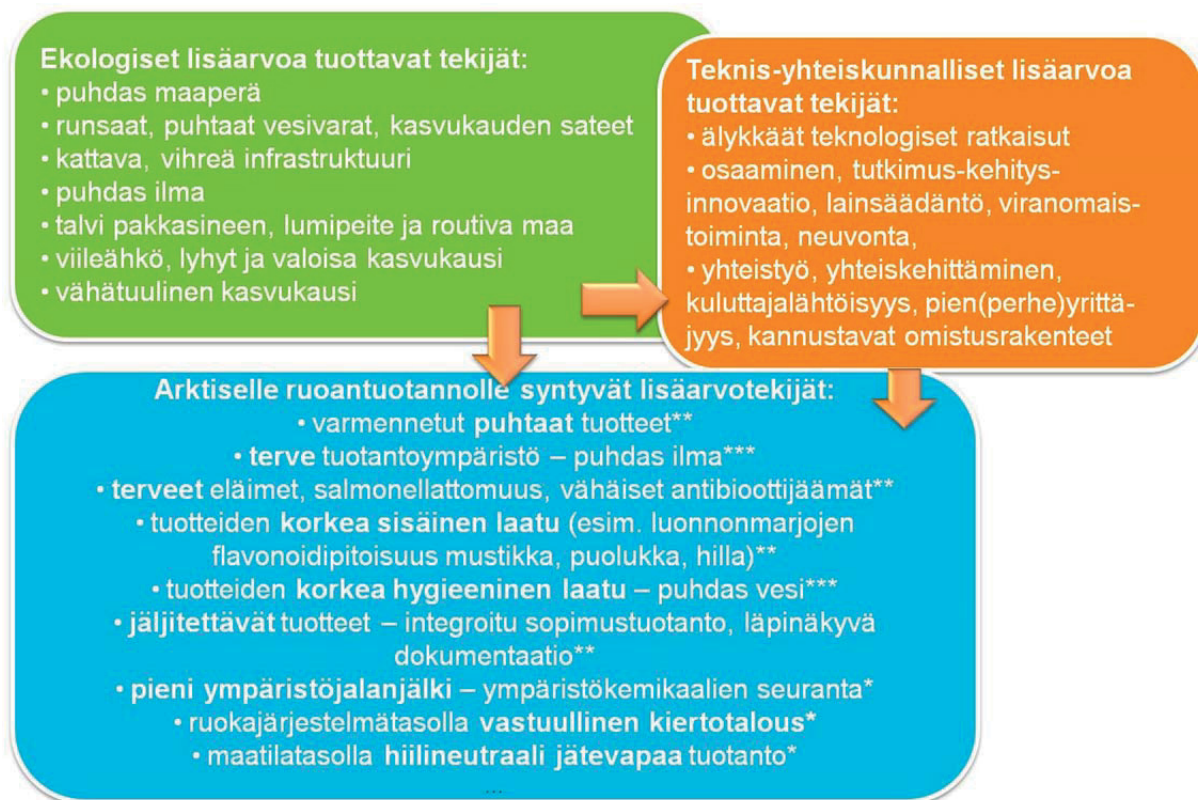 Ekologiset lisäarvoa tuottavat tekijät:
• puhdas maaperä
• runsaat, puhtaat vesivarat, kasvukauden sateet
• kattava, vihreä infrastruktuuri
• puhdas ilma
• talvi pakkasineen, lumipeite ja routiva maa
• viileähkö, lyhyt ja valoisa kasvukausi
• vähätuulinen kasvukausi
Teknis-yhteiskunnalliset lisäarvoa
tuottavat tekijät:
• älykkäät teknologiset ratkaisut
• osaaminen, tutkimus-kehitys-
innovaatio, lainsäädäntö, viranomais-
toiminta, neuvonta,
• yhteistyö, yhteiskehittäminen,
kuluttajalähtöisyys, pien(perhe)yrittä-
jyys, kannustavat omistusrakenteet
Arktiselle ruoantuotannolle syntyvät lisäarvotekijät:
• varmennetut puhtaat tuotteet**
• terve tuotantoympäristö – puhdas ilma***
• terveet eläimet, salmonellattomuus, vähäiset antibioottijäämät**
• tuotteiden korkea sisäinen laatu (esim. luonnonmarjojen
flavonoidipitoisuus mustikka, puolukka, hilla)**
• tuotteiden korkea hygieeninen laatu – puhdas vesi***
• jäljitettävät tuotteet – integroitu sopimustuotanto, läpinäkyvä
dokumentaatio**
• pieni ympäristöjalanjälki – ympäristökemikaalien seuranta*
• ruokajärjestelmätasolla vastuullinen kiertotalous*
• maatilatasolla hiilineutraali jätevapaa tuotanto*
...